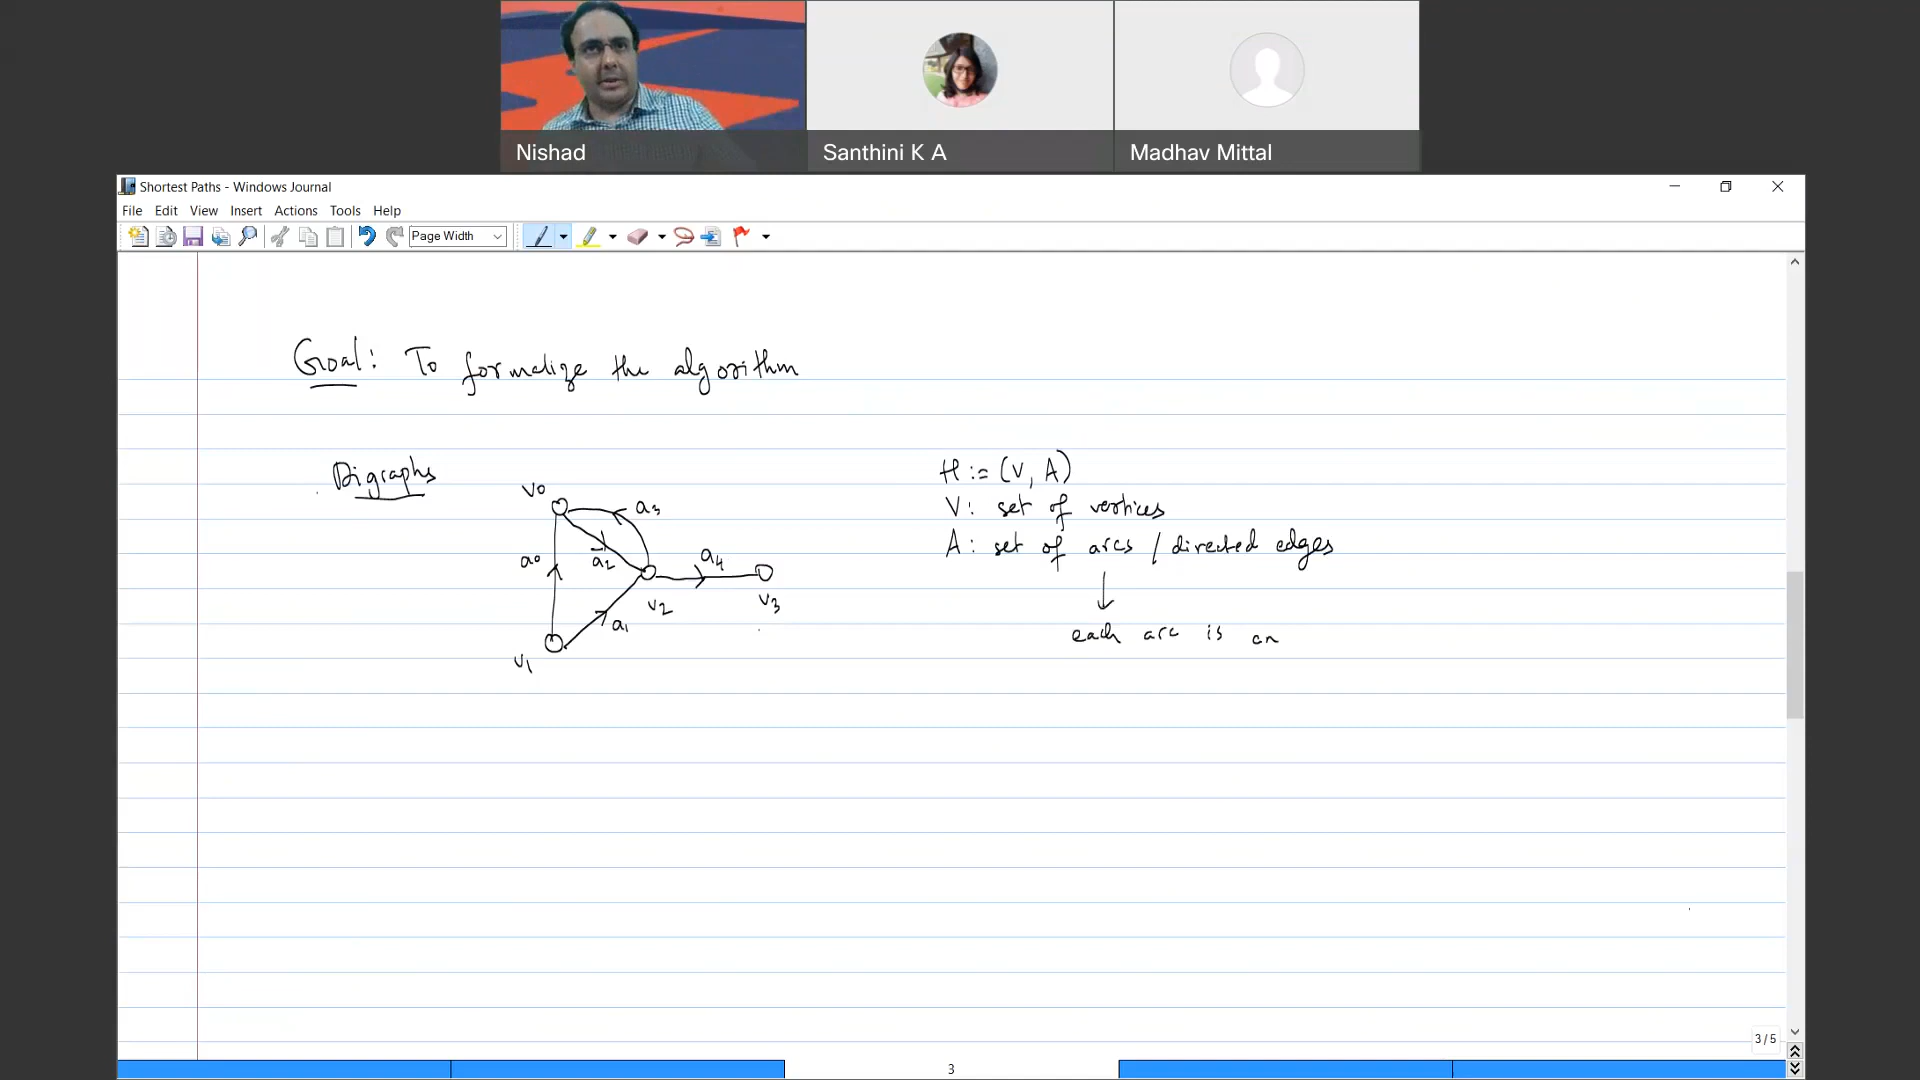 Nishad
Santhini K A
Madhav Mittal
Shortest Paths - Windows Journal
File Edit View Insert Actions Tools Help
Page Width
Goal: To formalize the algorithm
Digraphs
H := (V, A)
V: set of vertices
A: set of arcs / directed edges
each arc is an
v0
a3
a0
a2
a4
v2
v3
a1
v1
3 / 5
3